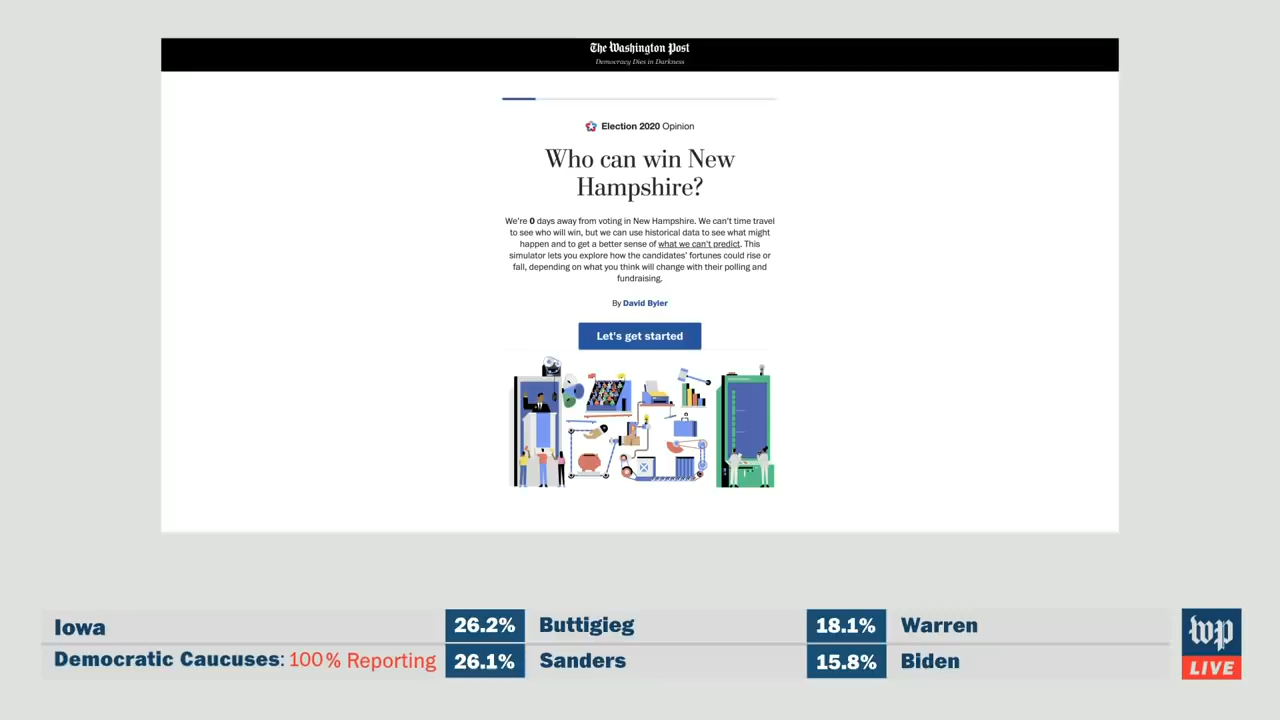 The Washington Post
Democracy Dies in Darkness
Election 2020 Opinion
Who can win New
Hampshire?
We're 0 days away from voting in New Hampshire. We can't time travel
to see who will win, but we can use historical data to see what might
happen and to get a better sense of what we can't predict. This
simulator lets you explore how the candidates' fortunes could rise or
fall, depending on what you think will change with their polling and
fundraising.
By David Byler
Let's get started
Iowa
Democratic Caucuses: 100% Reporting
26.2% Buttigieg
26.1% Sanders
18.1% Warren
15.8% Biden
wp
LIVE